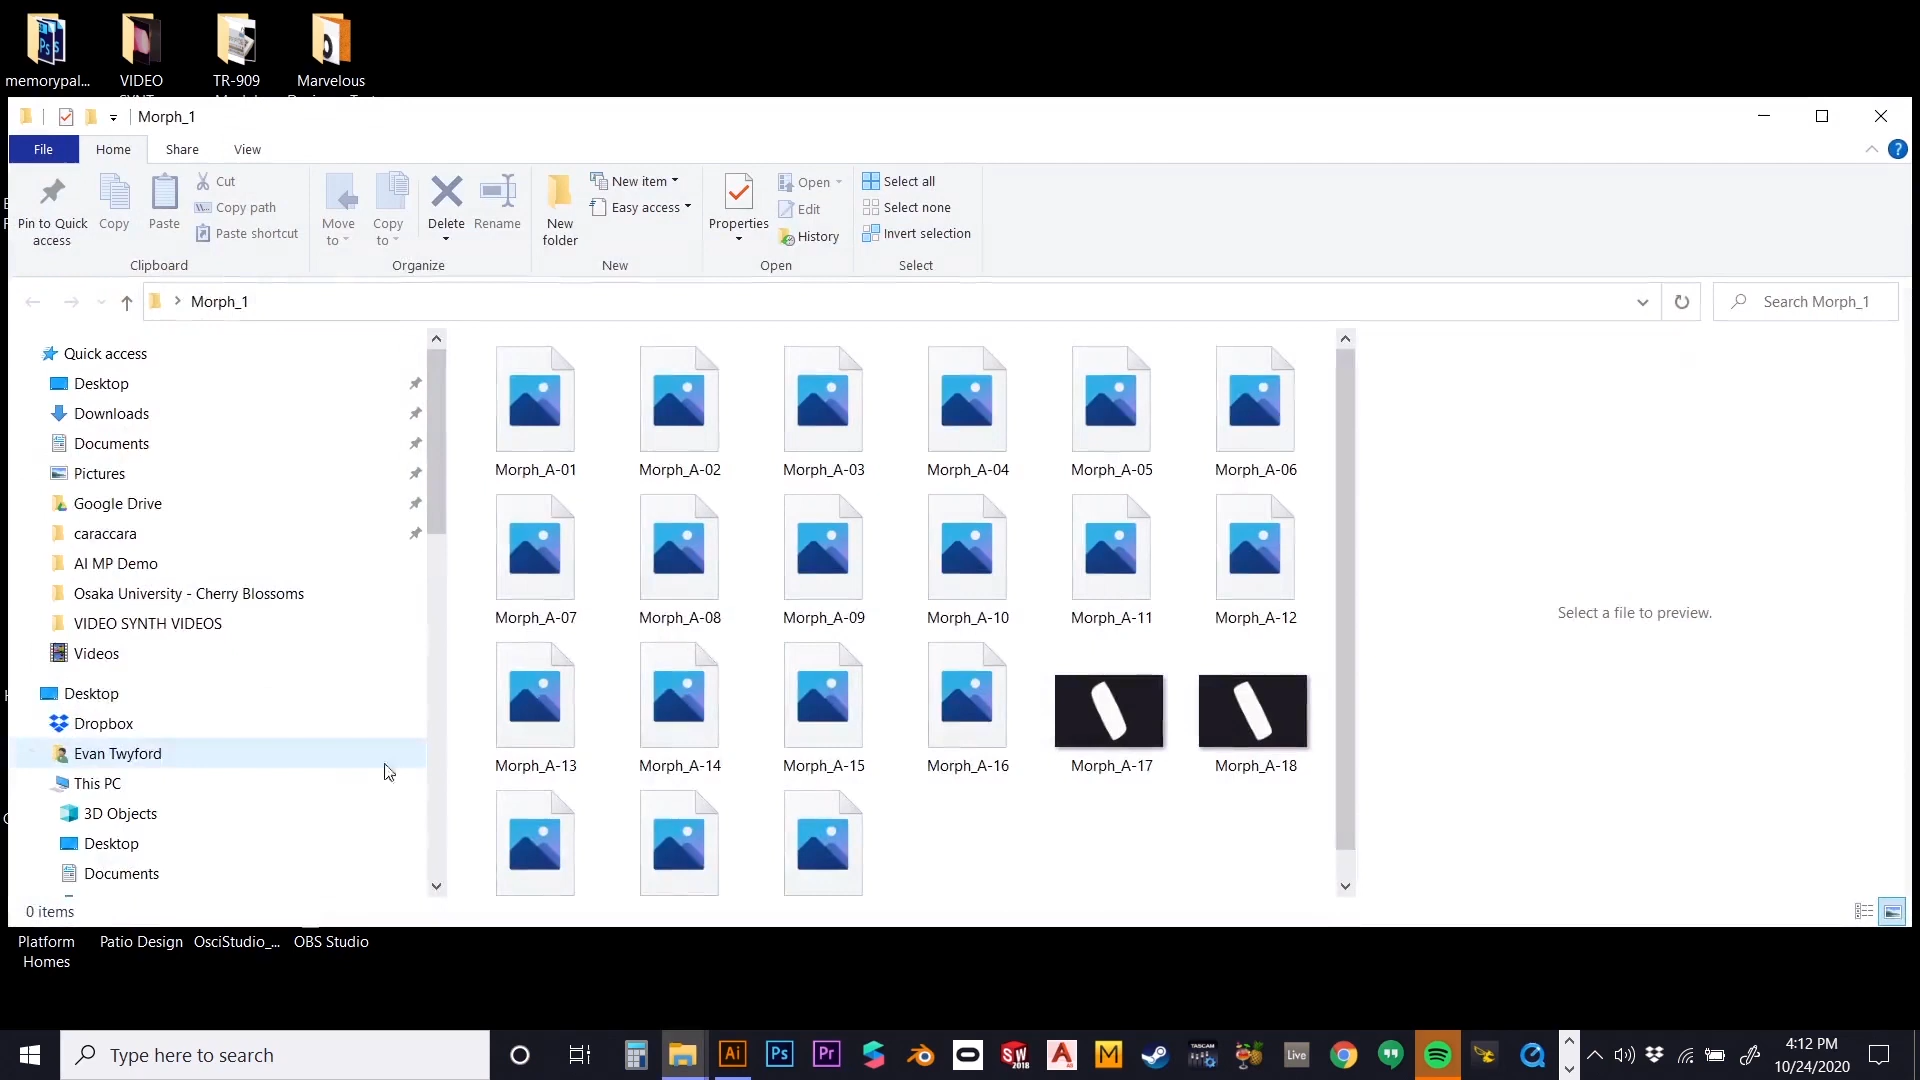 memorypal... VIDEO TR-909 Marvelous
Morph_1
File Home Share View
Pin to Quick access
Copy
Paste
Cut
Copy path
Paste shortcut
Clipboard
Move to
Copy to
Delete
Rename
Organize
New folder
New item
Easy access
New
Properties
Open
Edit
History
Open
Select all
Select none
Invert selection
Select
Morph_1
Search Morph_1
Quick access
Desktop
Downloads
Documents
Pictures
Google Drive
caraccara
AI MP Demo
Osaka University - Cherry Blossoms
VIDEO SYNTH VIDEOS
Videos
Desktop
Dropbox
Evan Twyford
This PC
3D Objects
Desktop
Documents
Morph_A-01 Morph_A-02 Morph_A-03 Morph_A-04 Morph_A-05 Morph_A-06
Morph_A-07 Morph_A-08 Morph_A-09 Morph_A-10 Morph_A-11 Morph_A-12
Morph_A-13 Morph_A-14 Morph_A-15 Morph_A-16 Morph_A-17 Morph_A-18
Select a file to preview.
0 items
Platform Homes
Patio Design
OsciStudio_...
OBS Studio
Type here to search
Ai
Ps
Pr
SW
2018
A
M
TASCAM
Live
4:12 PM
10/24/2020